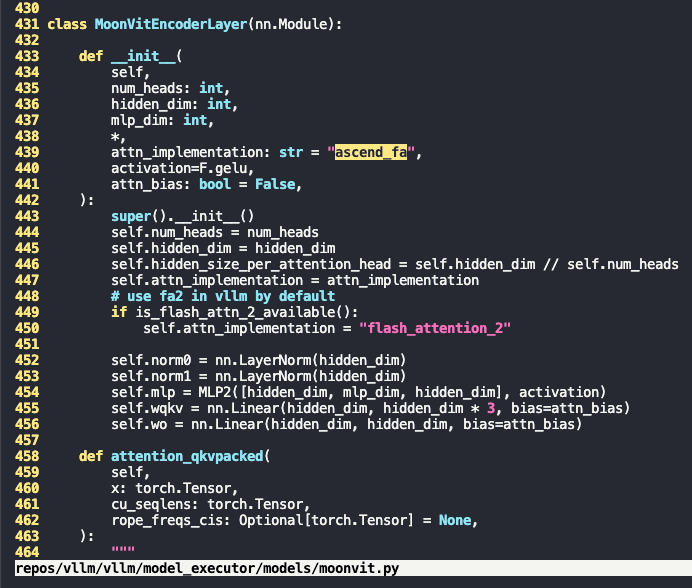 430
431 class MoonVitEncoderLayer(nn.Module):
432
433     def __init__(
434         self,
435         num_heads: int,
436         hidden_dim: int,
437         mlp_dim: int,
438         *,
439         attn_implementation: str = "ascend_fa",
440         activation=F.gelu,
441         attn_bias: bool = False,
442     ):
443         super().__init__()
444         self.num_heads = num_heads
445         self.hidden_dim = hidden_dim
446         self.hidden_size_per_attention_head = self.hidden_dim // self.num_heads
447         self.attn_implementation = attn_implementation
448         # use fa2 in vllm by default
449         if is_flash_attn_2_available():
450             self.attn_implementation = "flash_attention_2"
451
452         self.norm0 = nn.LayerNorm(hidden_dim)
453         self.norm1 = nn.LayerNorm(hidden_dim)
454         self.mlp = MLP2([hidden_dim, mlp_dim, hidden_dim], activation)
455         self.wqkv = nn.Linear(hidden_dim, hidden_dim * 3, bias=attn_bias)
456         self.wo = nn.Linear(hidden_dim, hidden_dim, bias=attn_bias)
457
458     def attention_qkvpacked(
459         self,
460         x: torch.Tensor,
461         cu_seqlens: torch.Tensor,
462         rope_freqs_cis: Optional[torch.Tensor] = None,
463     ):
464         """
repos/vllm/vllm/model_executor/models/moonvit.py